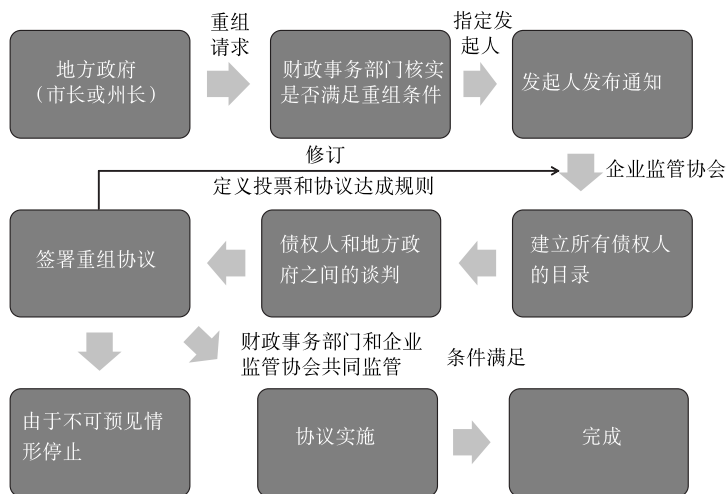 地方政府
（市长或州长）
重组
请求
财政事务部门核实
是否满足重组条件
指定发
起人
发起人发布通知
企业监管协会
修订
定义投票和协议达成规则
建立所有债权人
的目录
债权人和地方政
府之间的谈判
签署重组协议
财政事务部门和企业
监管协会共同监管
条件满足
由于不可预见情
形停止
协议实施
完成